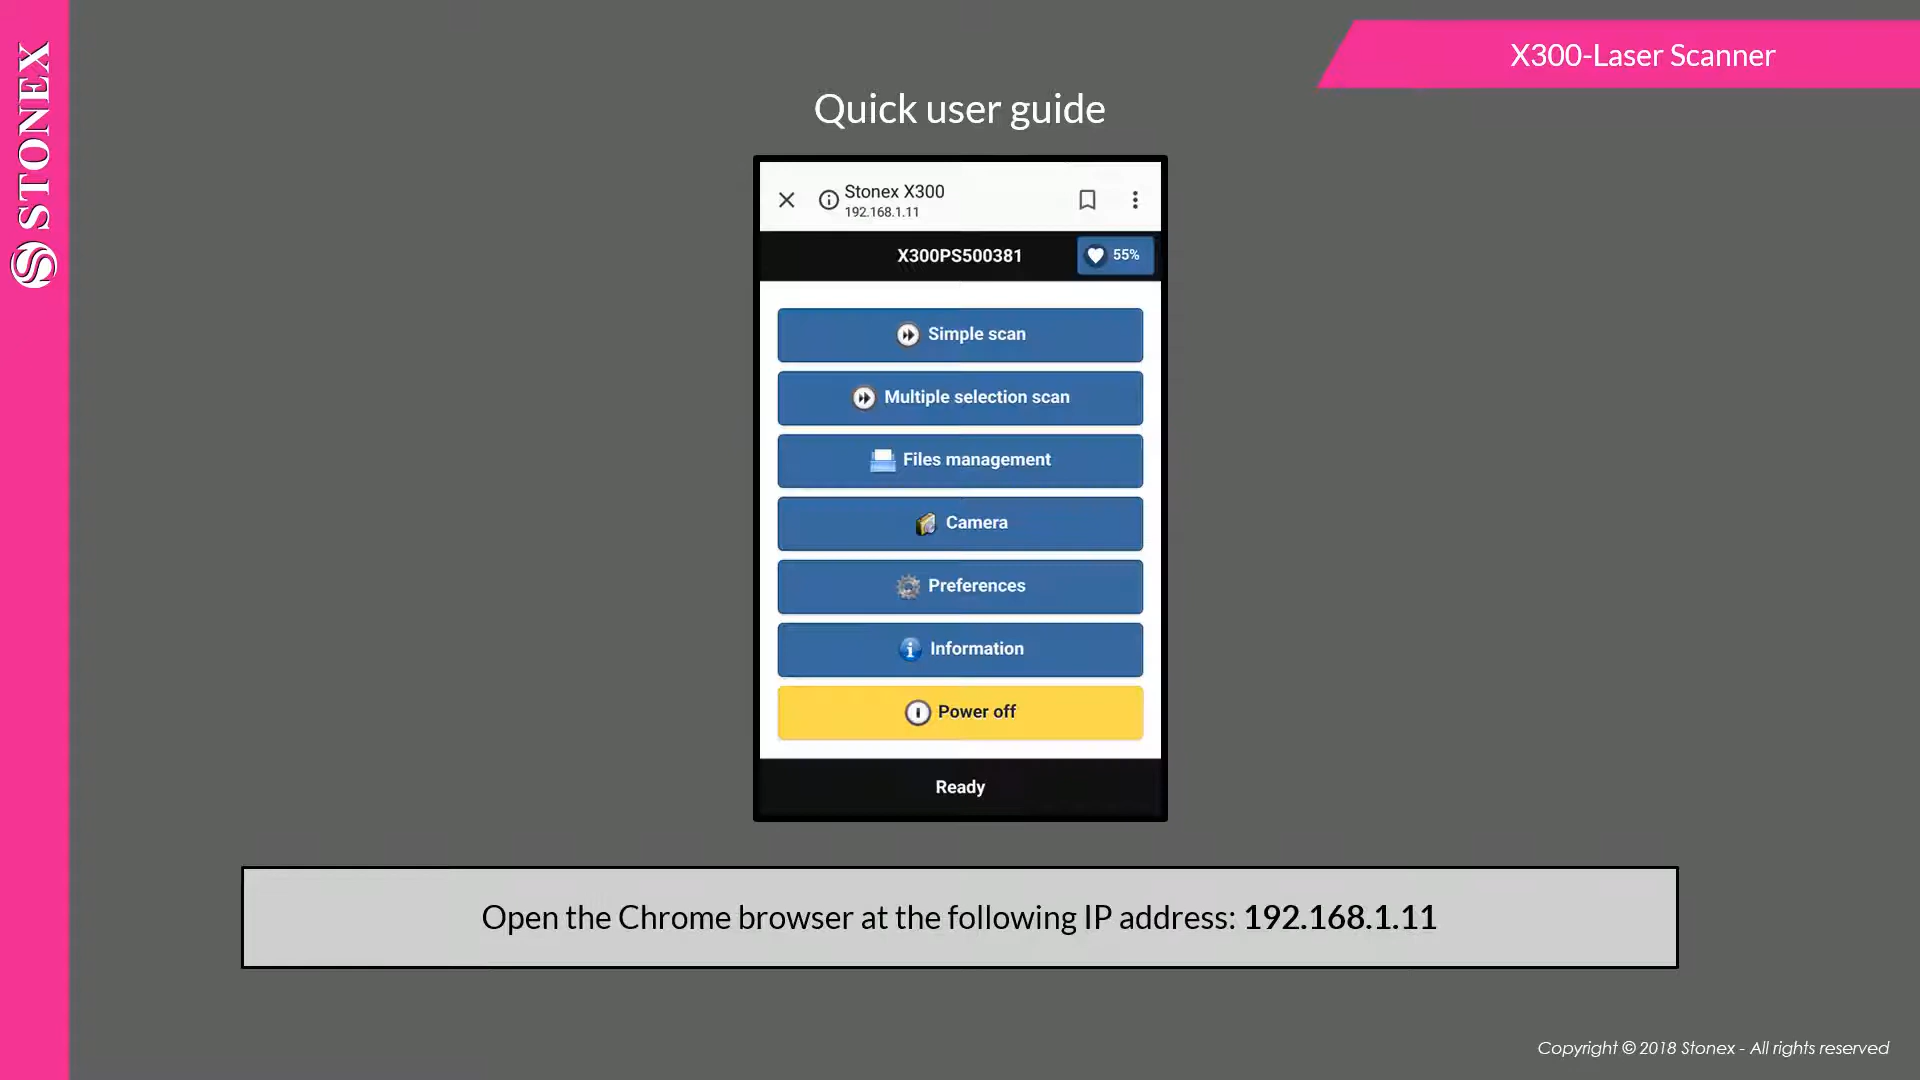 STONEX
X300-Laser Scanner
Quick user guide
Stonex X300
192.168.1.11
X300PS500381
55%
Simple scan
Multiple selection scan
Files management
Camera
Preferences
Information
Power off
Ready
Open the Chrome browser at the following IP address: 192.168.1.11
Copyright © 2018 Stonex - All rights reserved